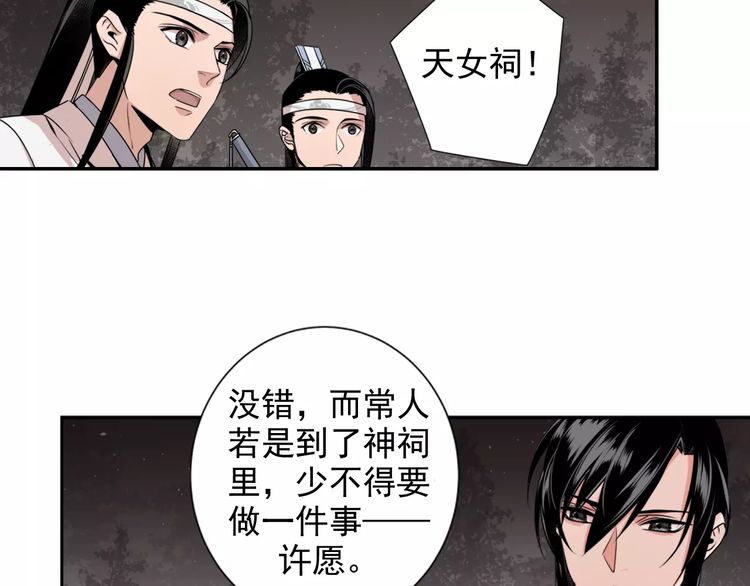 天女祠！
没错，而常人
若是到了神祠
里，少不得要
做一件事——
许愿。